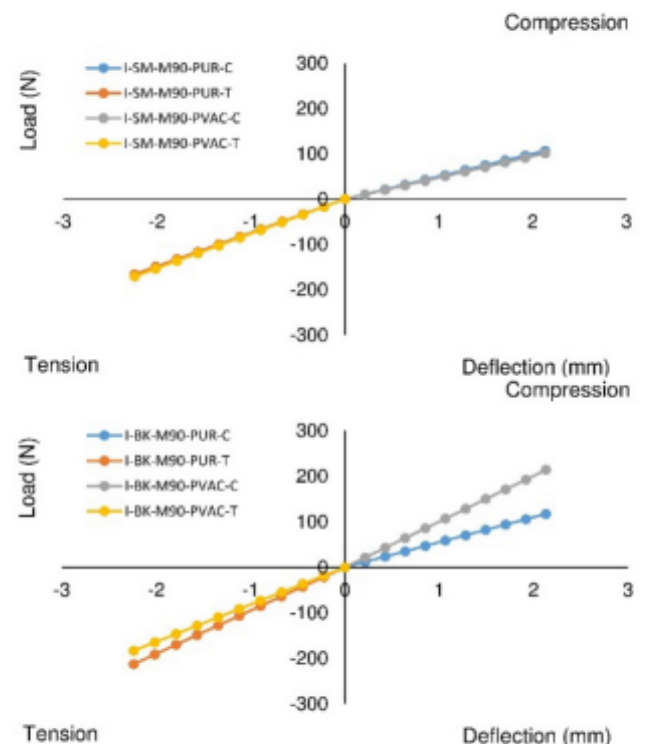 Compression
300
I-SM-M90-PUR-C
I-SM-M90-PUR-T
I-SM-M90-PVAC-C
I-SM-M90-PVAC-T
Load (N)
200
100
0
-3 -2 -1 0 1 2 3
-100
-200
-300
Tension
Deflection (mm)
Compression
300
I-BK-M90-PUR-C
I-BK-M90-PUR-T
I-BK-M90-PVAC-C
I-BK-M90-PVAC-T
Load (N)
200
100
0
-3 -2 -1 0 1 2 3
-100
-200
-300
Tension
Deflection (mm)